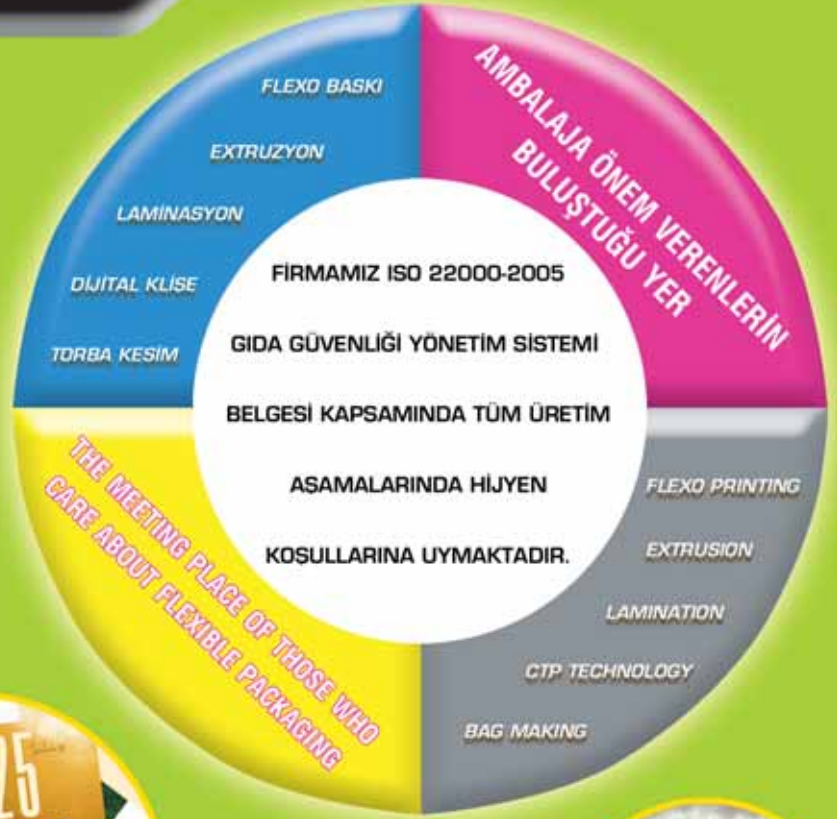 FLEXO BASKI
EXTRUZYON
LAMİNASYON
DİJİTAL KLİSE
TORBA KESİM
AMBALAJA ÖNEM VERENLERİN
BULUŞTUĞU YER
FİRMAMIZ ISO 22000-2005
GIDA GÜVENLİĞİ YÖNETİM SİSTEMİ
BELGESİ KAPSAMINDA TÜM ÜRETİM
AŞAMALARINDA HİJYEN
KOŞULLARINA UYMAKTADIR.
THE MEETING PLACE OF THOSE WHO
CARE ABOUT FLEXIBLE PACKAGING
FLEXO PRINTING
EXTRUSION
LAMINATION
CTP TECHNOLOGY
BAG MAKING
25